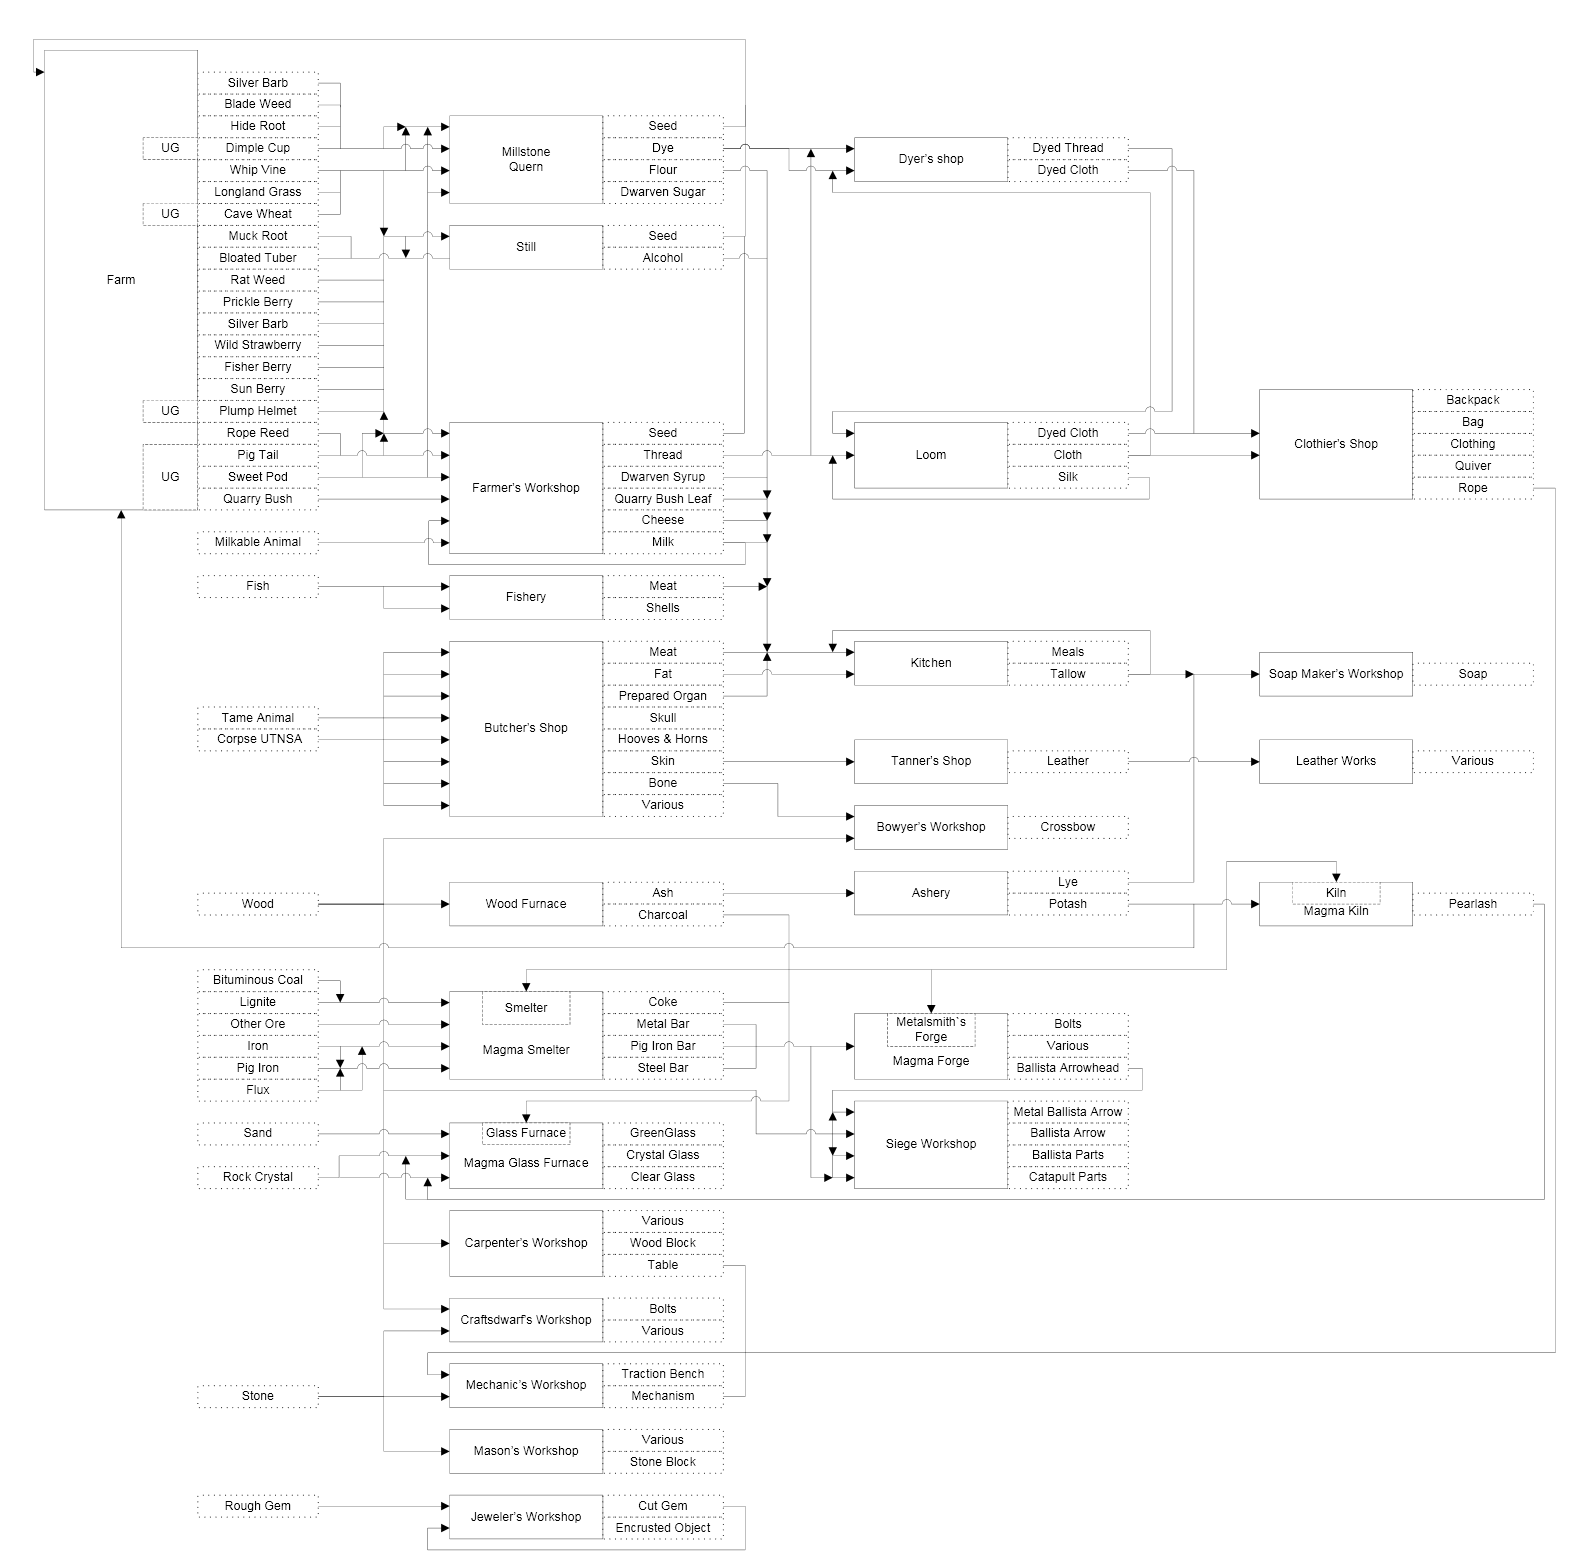 Farm
UG
UG
UG
UG
Silver Barb
Blade Weed
Hide Root
Dimple Cup
Whip Vine
Longland Grass
Cave Wheat
Muck Root
Bloated Tuber
Rat Weed
Prickle Berry
Silver Barb
Wild Strawberry
Fisher Berry
Sun Berry
Plump Helmet
Rope Reed
Pig Tail
Sweet Pod
Quarry Bush
Milkable Animal
Fish
Tame Animal
Corpse UTNSA
Wood
Bituminous Coal
Lignite
Other Ore
Iron
Pig Iron
Flux
Sand
Rock Crystal
Stone
Rough Gem
Millstone
Quern
Seed
Dye
Flour
Dwarven Sugar
Still
Seed
Alcohol
Farmer's Workshop
Seed
Thread
Dwarven Syrup
Quarry Bush Leaf
Cheese
Milk
Fishery
Meat
Shells
Butcher's Shop
Meat
Fat
Prepared Organ
Skull
Hooves & Horns
Skin
Bone
Various
Wood Furnace
Ash
Charcoal
Smelter
Magma Smelter
Coke
Metal Bar
Pig Iron Bar
Steel Bar
Glass Furnace
Magma Glass Furnace
GreenGlass
Crystal Glass
Clear Glass
Carpenter's Workshop
Various
Wood Block
Table
Craftsdwarf's Workshop
Bolts
Various
Mechanic's Workshop
Traction Bench
Mechanism
Mason's Workshop
Various
Stone Block
Jeweler's Workshop
Cut Gem
Encrusted Object
Dyer's shop
Dyed Thread
Dyed Cloth
Loom
Dyed Cloth
Cloth
Silk
Kitchen
Meals
Tallow
Tanner's Shop
Leather
Bowyer's Workshop
Crossbow
Ashery
Lye
Potash
Metalsmith`s
Forge
Magma Forge
Bolts
Various
Ballista Arrowhead
Siege Workshop
Metal Ballista Arrow
Ballista Arrow
Ballista Parts
Catapult Parts
Clothier's Shop
Backpack
Bag
Clothing
Quiver
Rope
Soap Maker's Workshop
Soap
Leather Works
Various
Kiln
Magma Kiln
Pearlash